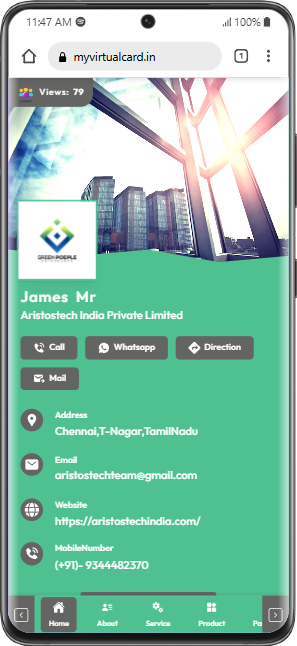 11:47 AM
100%
myvirtualcard.in
1
Views: 79
GREEN POEPLE
James Mr
Aristostech India Private Limited
Call
Whatsapp
Direction
Mail
Address
Chennai,T-Nagar,TamilNadu
Email
aristostechteam@gmail.com
Website
https://aristostechindia.com/
MobileNumber
(+91)- 9344482370
Home
About
Service
Product
Pa